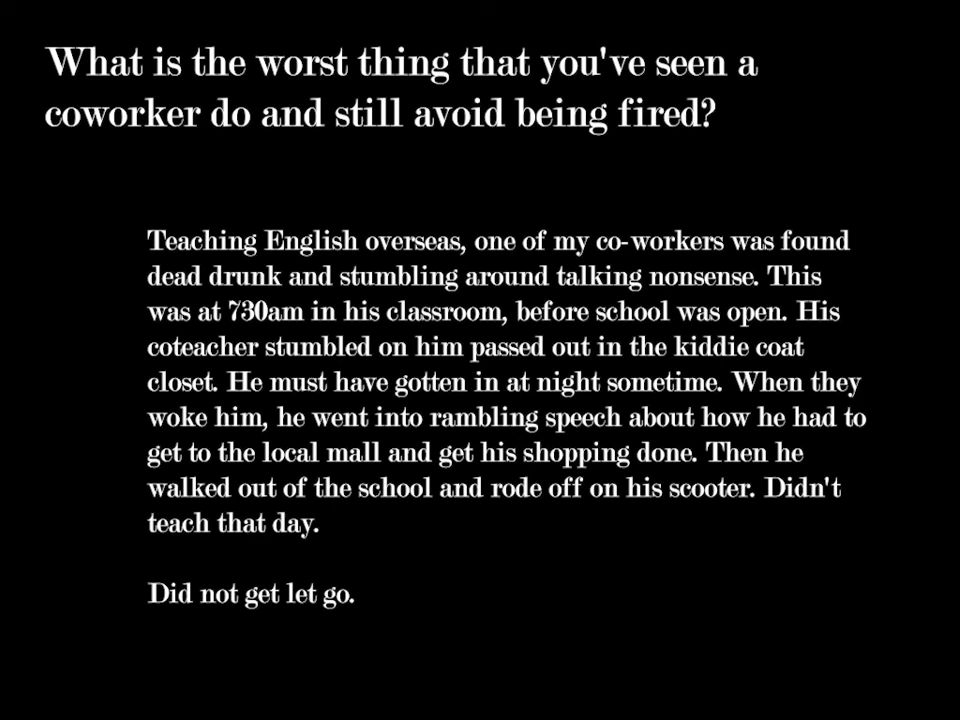 What is the worst thing that you've seen a
coworker do and still avoid being fired?
Teaching English overseas, one of my co-workers was found
dead drunk and stumbling around talking nonsense. This
was at 730am in his classroom, before school was open. His
coteacher stumbled on him passed out in the kiddie coat
closet. He must have gotten in at night sometime. When they
woke him, he went into rambling speech about how he had to
get to the local mall and get his shopping done. Then he
walked out of the school and rode off on his scooter. Didn't
teach that day.
Did not get let go.